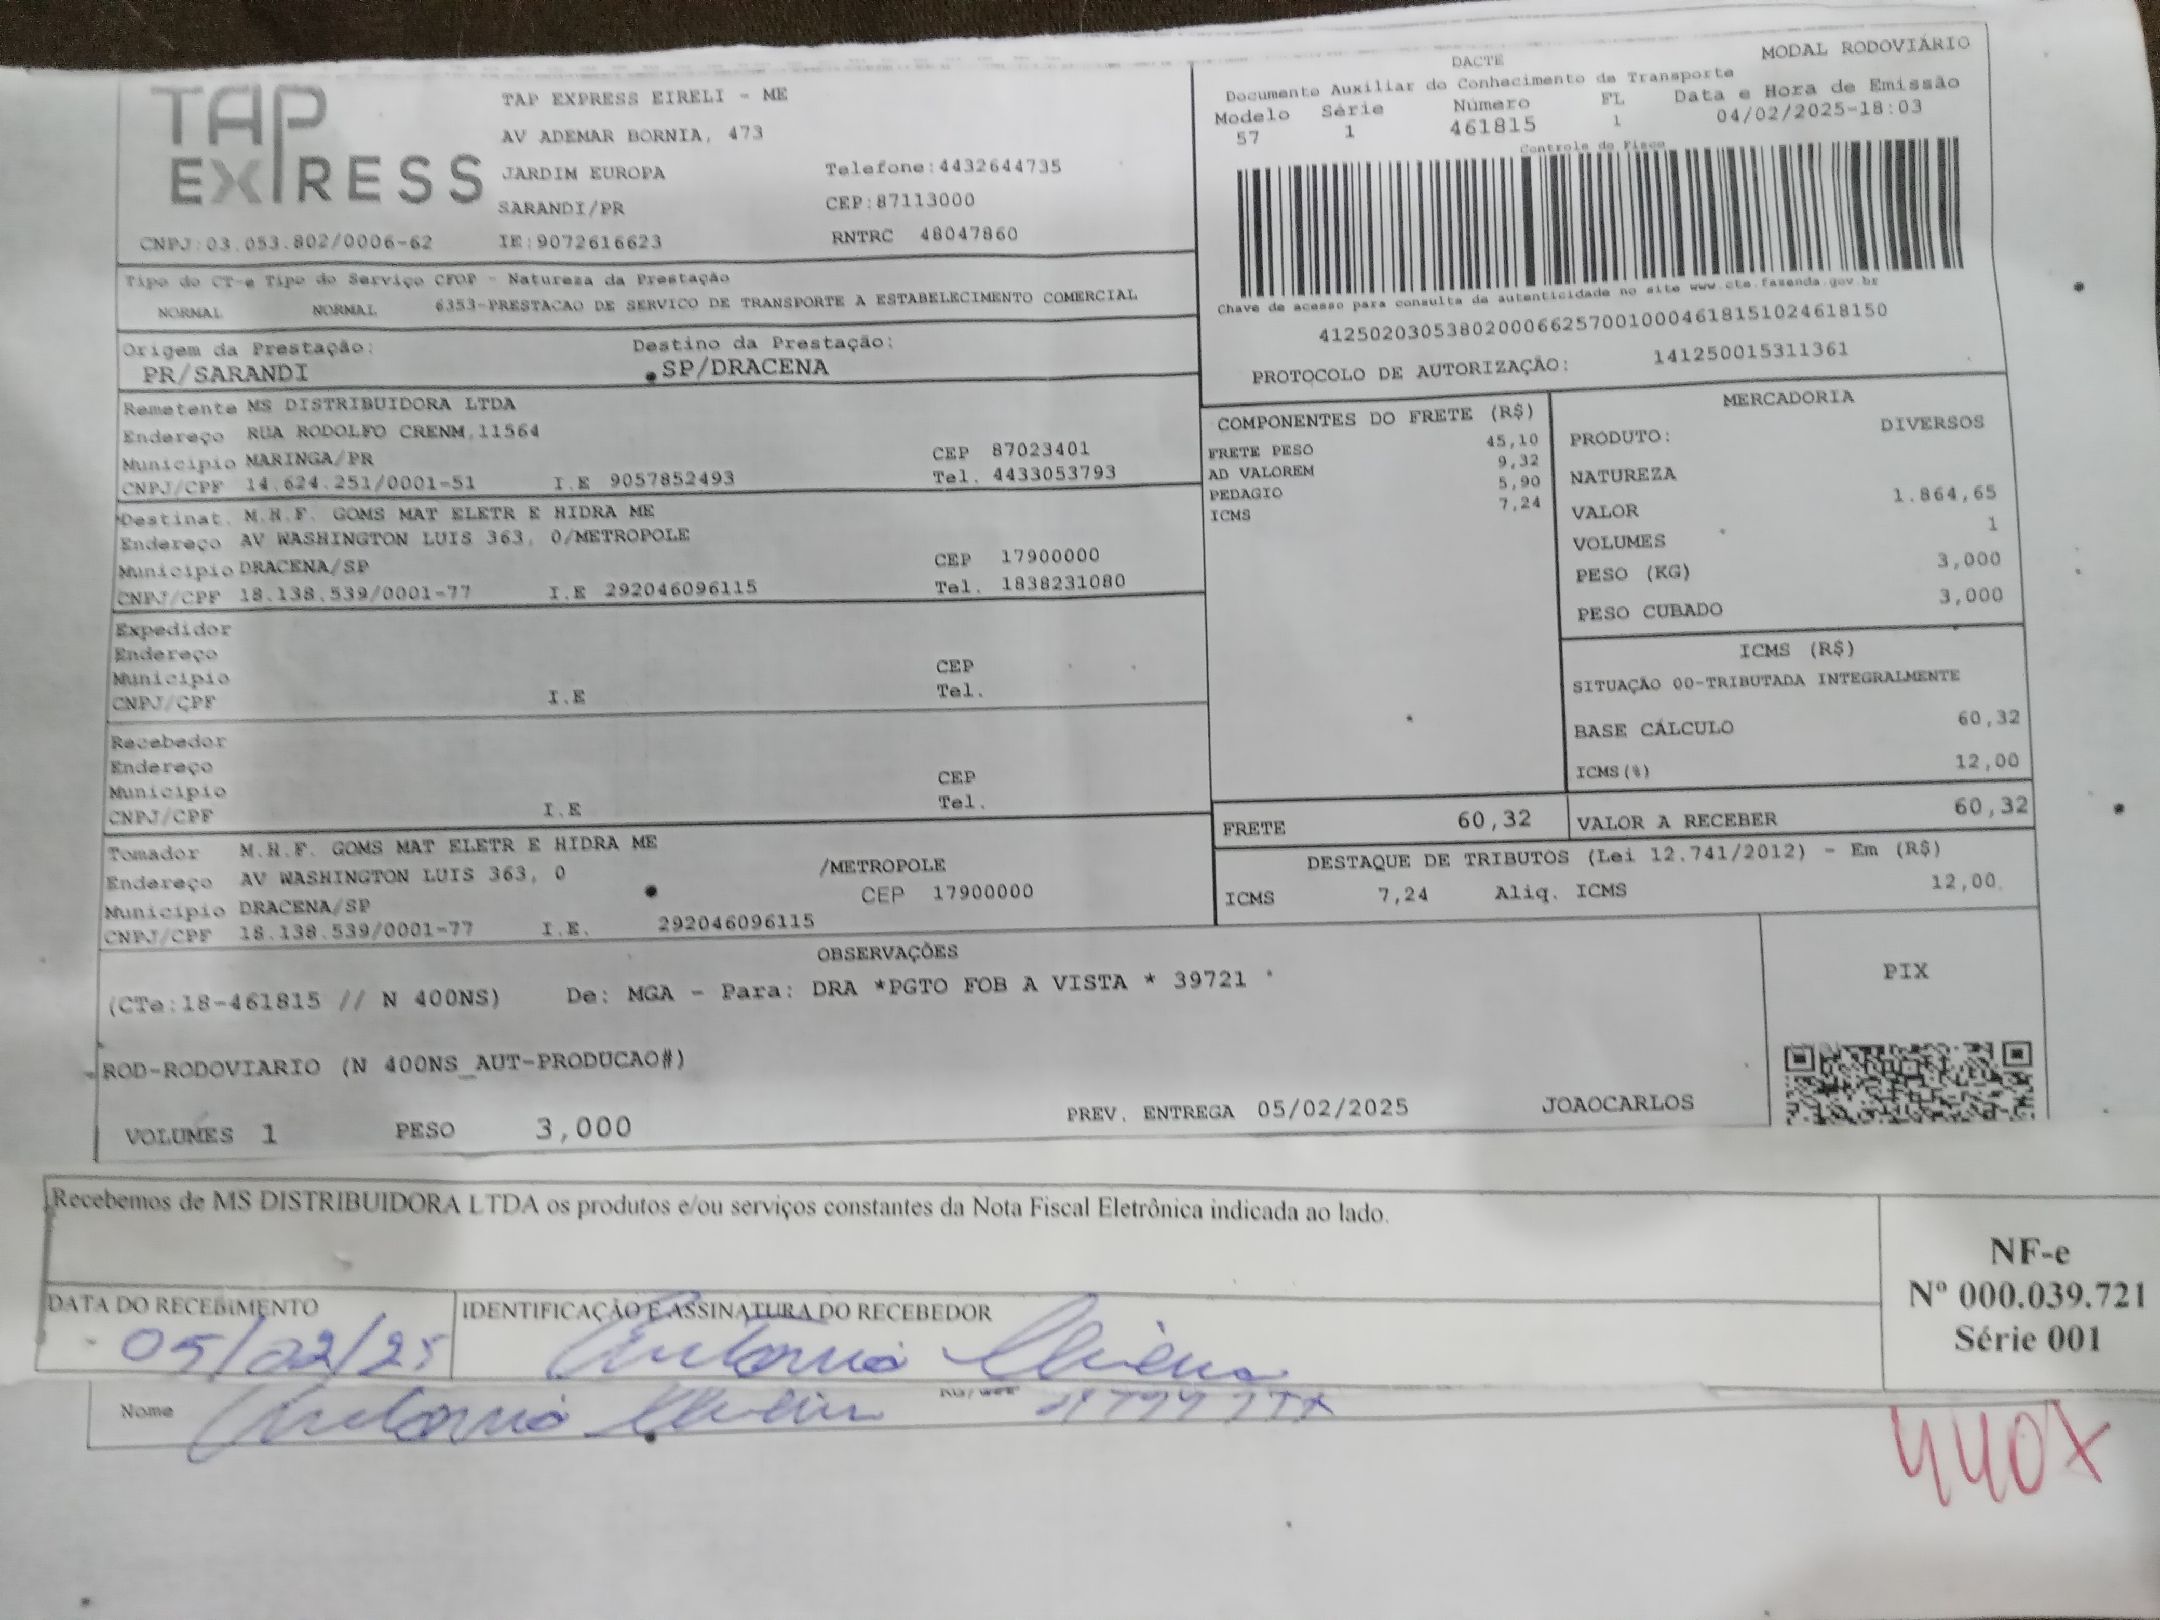 TAP
EXPRESS
CNPJ:03.053.802/0006-62
TAP EXPRESS EIRELI - ME
AV ADEMAR BORNIA, 473
JARDIM EUROPA
SARANDI/PR
IE:9072616623
Telefone:4432644735
CEP:87113000
RNTRC 48047860
DACTE
MODAL RODOVIÁRIO
Documento Auxiliar do Conhecimento de Transporte
Modelo Série Número FL Data e Hora de Emissão
57 1 461815 1 04/02/2025-18:03
Controle do Fisco
Chave de acesso para consulta de autenticidade no site www.cte.fazenda.gov.br
41250203053802000662570010004618151024618150
PROTOCOLO DE AUTORIZAÇÃO: 141250015311361
Tipo do CT-e Tipo do Serviço CFOP - Natureza da Prestação
NORMAL NORMAL 6353-PRESTACAO DE SERVICO DE TRANSPORTE A ESTABELECIMENTO COMERCIAL
Origem da Prestação: Destino da Prestação:
PR/SARANDI SP/DRACENA
Remetente MS DISTRIBUIDORA LTDA
Endereço RUA RODOLFO CRENM,11564
Município MARINGA/PR CEP 87023401
CNPJ/CPF 14.624.251/0001-51 I.E 9057852493 Tel. 4433053793
Destinat. M.H.F. GOMS MAT ELETR E HIDRA ME
Endereço AV WASHINGTON LUIS 363, 0/METROPOLE
Município DRACENA/SP CEP 17900000
CNPJ/CPF 18.138.539/0001-77 I.E 292046096115 Tel. 1838231080
Expedidor
Endereço
Município CEP
CNPJ/CPF I.E Tel.
Recebedor
Endereço
Município CEP
CNPJ/CPF I.E Tel.
Tomador M.H.F. GOMS MAT ELETR E HIDRA ME
Endereço AV WASHINGTON LUIS 363, 0 /METROPOLE
Município DRACENA/SP CEP 17900000
CNPJ/CPF 18.138.539/0001-77 I.E. 292046096115
COMPONENTES DO FRETE (R$)
FRETE PESO 45,10
AD VALOREM 9,32
PEDAGIO 5,90
ICMS 7,24
MERCADORIA
PRODUTO: DIVERSOS
NATUREZA
VALOR 1.864,65
VOLUMES 1
PESO (KG) 3,000
PESO CUBADO 3,000
ICMS (R$)
SITUAÇÃO 00-TRIBUTADA INTEGRALMENTE
BASE CÁLCULO 60,32
ICMS(%) 12,00
FRETE 60,32 VALOR A RECEBER 60,32
DESTAQUE DE TRIBUTOS (Lei 12.741/2012) - Em (R$)
ICMS 7,24 Aliq. ICMS 12,00
OBSERVAÇÕES
(CTe:18-461815 // N 400NS) De: MGA - Para: DRA *PGTO FOB A VISTA * 39721
ROD-RODOVIARIO (N 400NS_AUT-PRODUCAO#)
VOLUMES 1 PESO 3,000 PREV. ENTREGA 05/02/2025 JOAOCARLOS
PIX
Recebemos de MS DISTRIBUIDORA LTDA os produtos e/ou serviços constantes da Nota Fiscal Eletrônica indicada ao lado.
DATA DO RECEBIMENTO IDENTIFICAÇÃO E ASSINATURA DO RECEBEDOR
05/02/25 Antonio
NF-e
Nº 000.039.721
Série 001
Nome Antonio